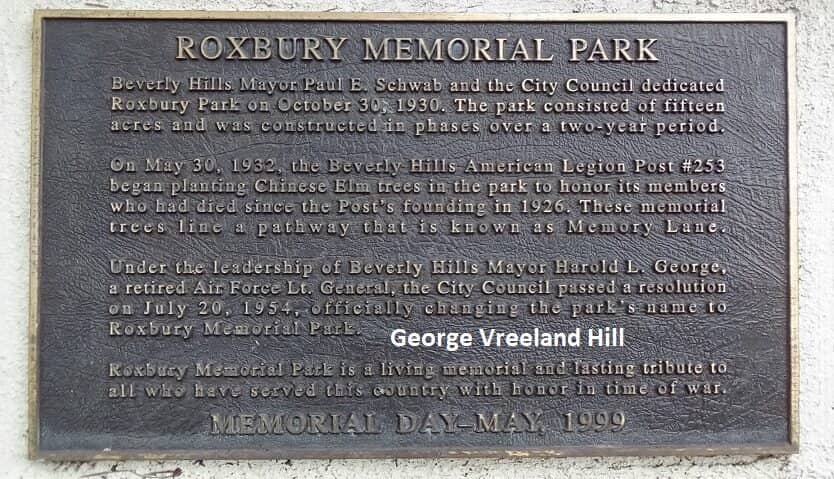 ROXBURY MEMORIAL PARK
Beverly Hills Mayor Paul E. Schwab and the City Council dedicated
Roxbury Park on October 30, 1930. The park consisted of fifteen
acres and was constructed in phases over a two-year period.
On May 30, 1932, the Beverly Hills American Legion Post #253
began planting Chinese Elm trees in the park to honor its members
who had died since the Post's founding in 1926. These memorial
trees line a pathway that is known as Memory Lane.
Under the leadership of Beverly Hills Mayor Harold L. George,
a retired Air Force Lt. General, the City Council passed a resolution
on July 20, 1954, officially changing the park's name to
Roxbury Memorial Park.
George Vreeland Hill
Roxbury Memorial Park is a living memorial and lasting tribute to
all who have served this country with honor in time of war.
MEMORIAL DAY–MAY, 1999